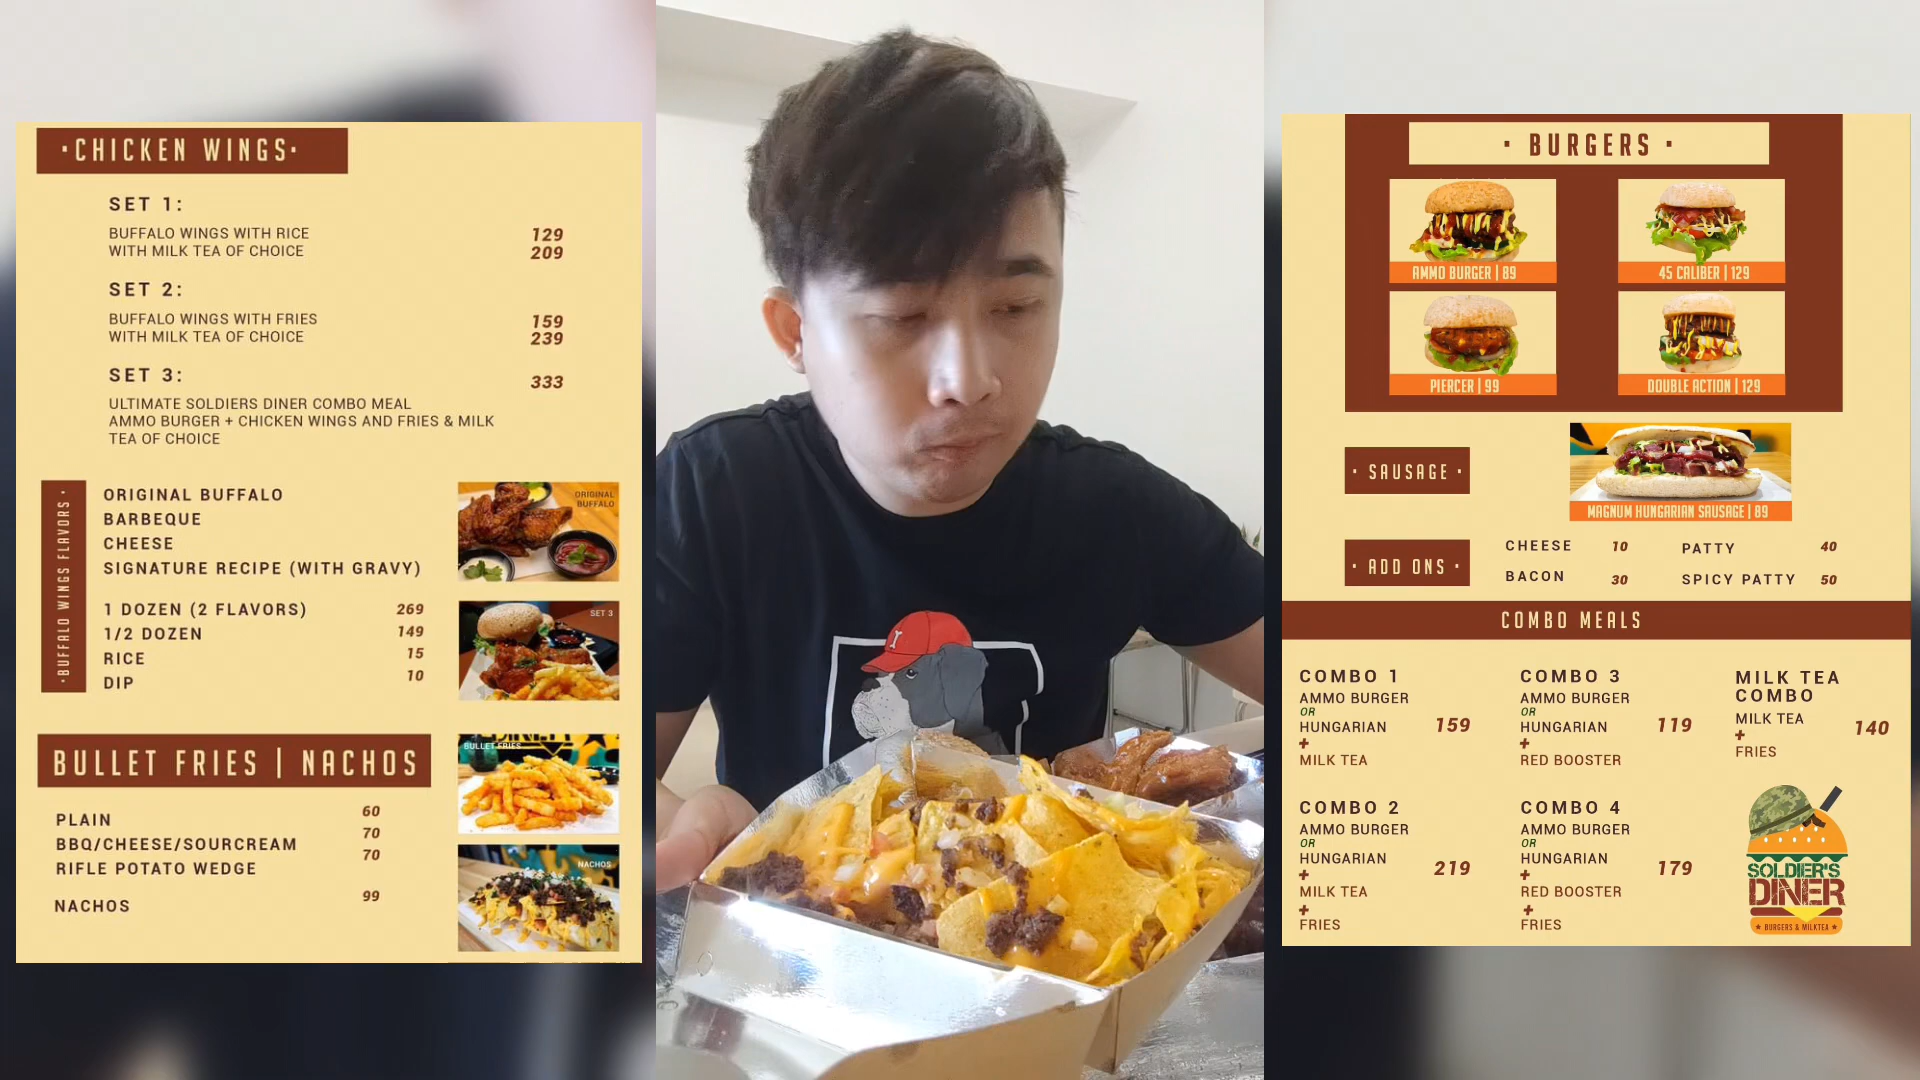 ·CHICKEN WINGS·
SET 1:
BUFFALO WINGS WITH RICE 129
WITH MILK TEA OF CHOICE 209
SET 2:
BUFFALO WINGS WITH FRIES 159
WITH MILK TEA OF CHOICE 239
SET 3: 333
ULTIMATE SOLDIERS DINER COMBO MEAL
AMMO BURGER + CHICKEN WINGS AND FRIES & MILK
TEA OF CHOICE
·BUFFALO WINGS FLAVORS·
ORIGINAL BUFFALO
BARBEQUE
CHEESE
SIGNATURE RECIPE (WITH GRAVY)
1 DOZEN (2 FLAVORS) 269
1/2 DOZEN 149
RICE 15
DIP 10
ORIGINAL
BUFFALO
SET 3
BULLET FRIES | NACHOS
PLAIN 60
BBQ/CHEESE/SOURCREAM 70
RIFLE POTATO WEDGE 70
NACHOS 99
BULLET FRIES
DINER
NACHOS
· BURGERS ·
AMMO BURGER | 89
45 CALIBER | 129
PIERCER | 99
DOUBLE ACTION | 129
· SAUSAGE ·
MAGNUM HUNGARIAN SAUSAGE | 89
· ADD ONS ·
CHEESE 10
PATTY 40
BACON 30
SPICY PATTY 50
COMBO MEALS
COMBO 1
AMMO BURGER
OR
HUNGARIAN 159
+
MILK TEA
COMBO 3
AMMO BURGER
OR
HUNGARIAN 119
+
RED BOOSTER
MILK TEA
COMBO
MILK TEA
+ 140
FRIES
COMBO 2
AMMO BURGER
OR
HUNGARIAN
+ 219
MILK TEA
+
FRIES
COMBO 4
AMMO BURGER
OR
HUNGARIAN
+ 179
RED BOOSTER
+
FRIES
SOLDIER'S
DINER
★ BURGERS & MILKTEA ★